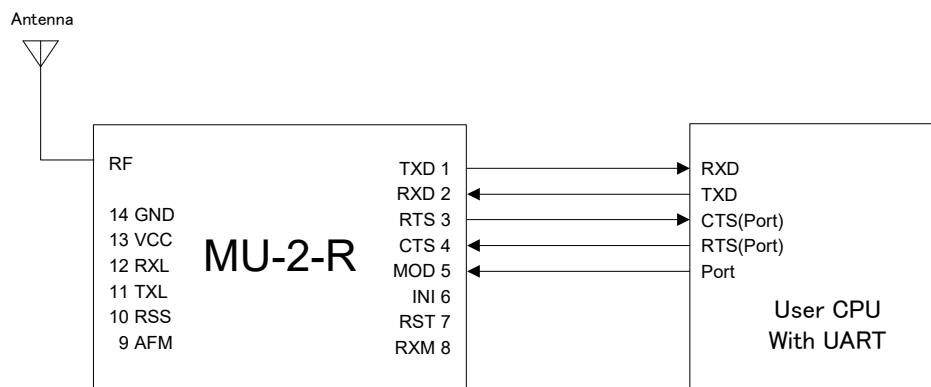 Antenna
RF
14 GND
13 VCC
12 RXL
11 TXL
10 RSS
9 AFM
MU-2-R
TXD 1
RXD 2
RTS 3
CTS 4
MOD 5
INI 6
RST 7
RXM 8
RXD
TXD
CTS(Port)
RTS(Port)
Port
User CPU
With UART